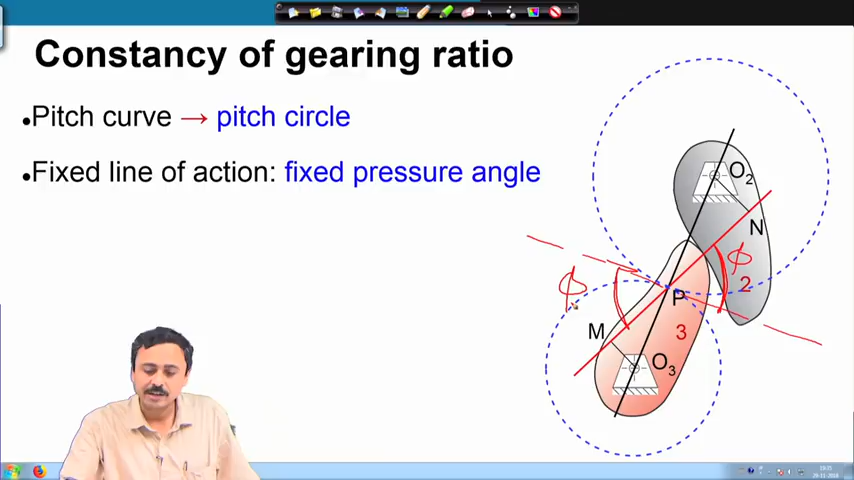 Constancy of gearing ratio
•Pitch curve → pitch circle
•Fixed line of action: fixed pressure angle
O₂
N
ϕ
2
ϕ
P
M
3
O₃